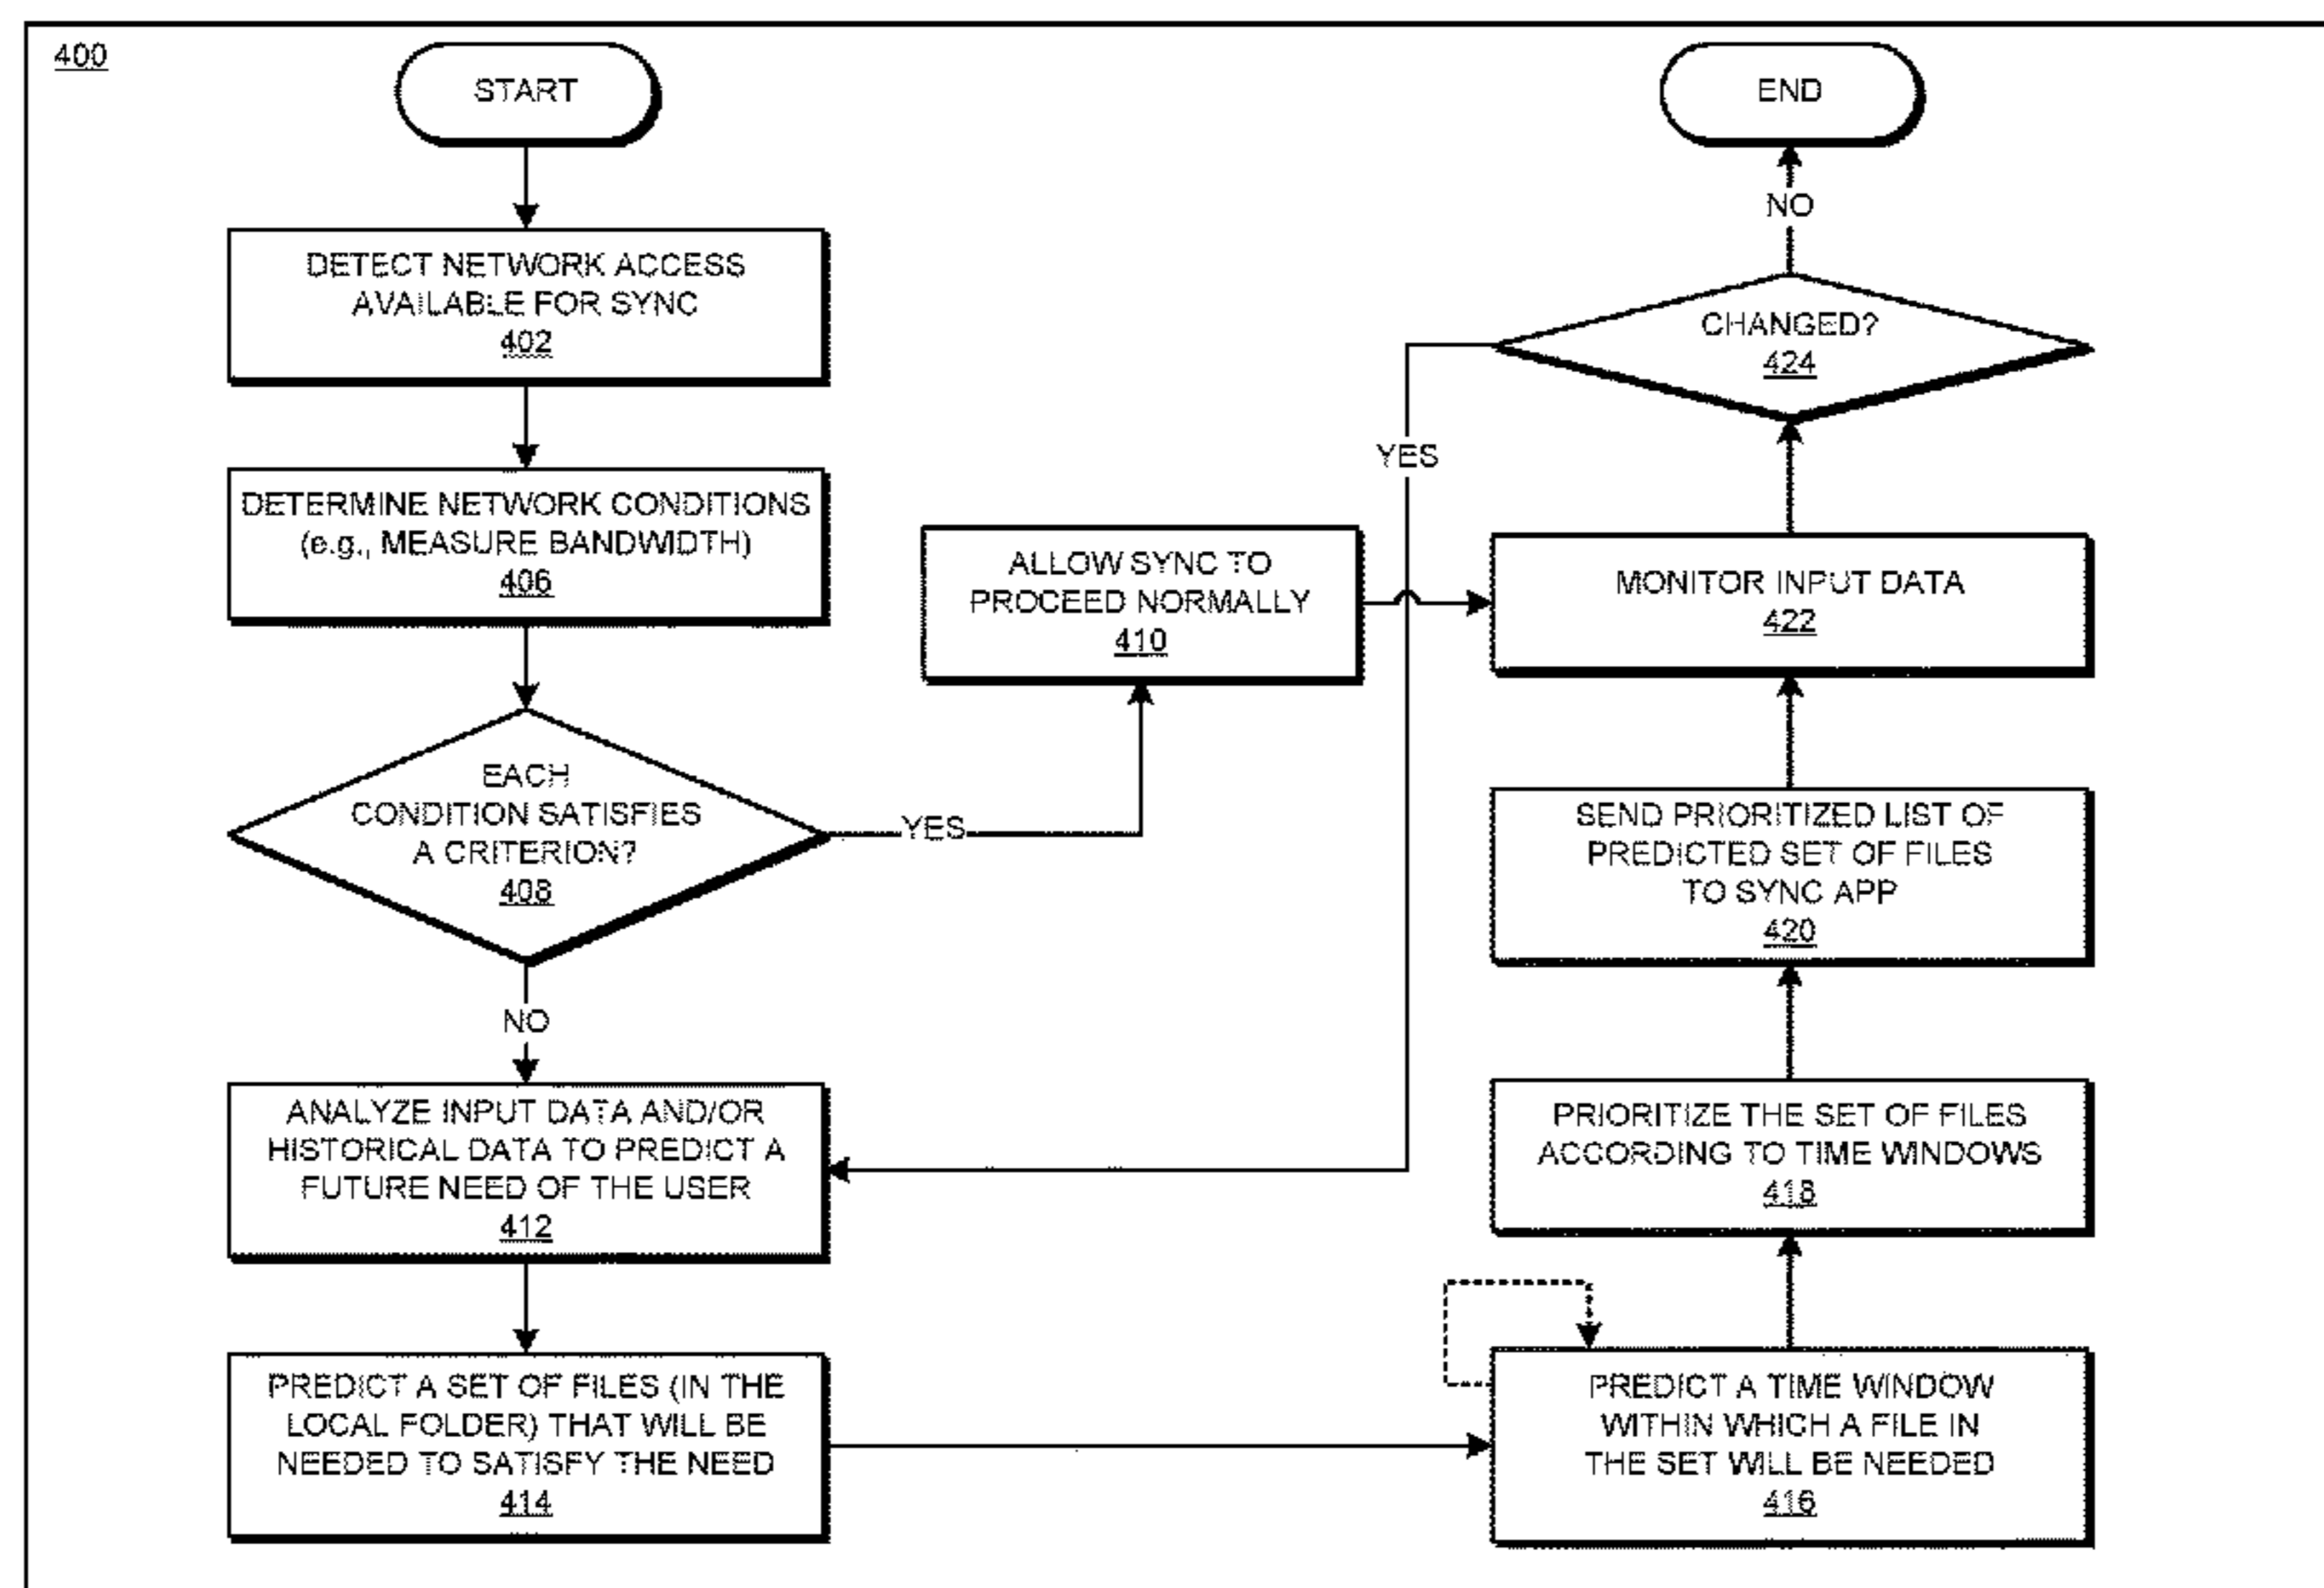 400
START
DETECT NETWORK ACCESS
AVAILABLE FOR SYNC
402
DETERMINE NETWORK CONDITIONS
(e.g., MEASURE BANDWIDTH)
406
EACH
CONDITION SATISFIES
A CRITERION?
408
YES
NO
ALLOW SYNC TO
PROCEED NORMALLY
410
ANALYZE INPUT DATA AND/OR
HISTORICAL DATA TO PREDICT A
FUTURE NEED OF THE USER
412
PREDICT A SET OF FILES (IN THE
LOCAL FOLDER) THAT WILL BE
NEEDED TO SATISFY THE NEED
414
PREDICT A TIME WINDOW
WITHIN WHICH A FILE IN
THE SET WILL BE NEEDED
416
PRIORITIZE THE SET OF FILES
ACCORDING TO TIME WINDOWS
418
SEND PRIORITIZED LIST OF
PREDICTED SET OF FILES
TO SYNC APP
420
MONITOR INPUT DATA
422
CHANGED?
424
YES
NO
END